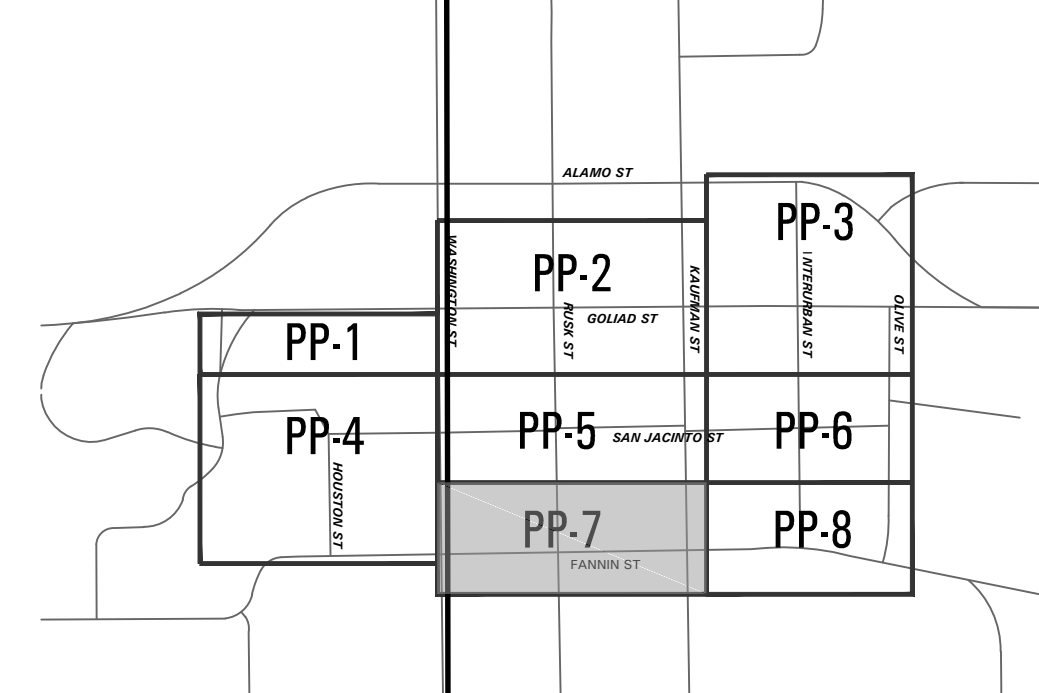 ALAMO ST
PP-3
PP-2
WASHINGTON ST
KAUFMAN ST
INTERURBAN ST
OLIVE ST
RUSK ST
GOLIAD ST
PP-1
PP-4
PP-5
SAN JACINTO ST
PP-6
HOUSTON ST
PP-7
PP-8
FANNIN ST